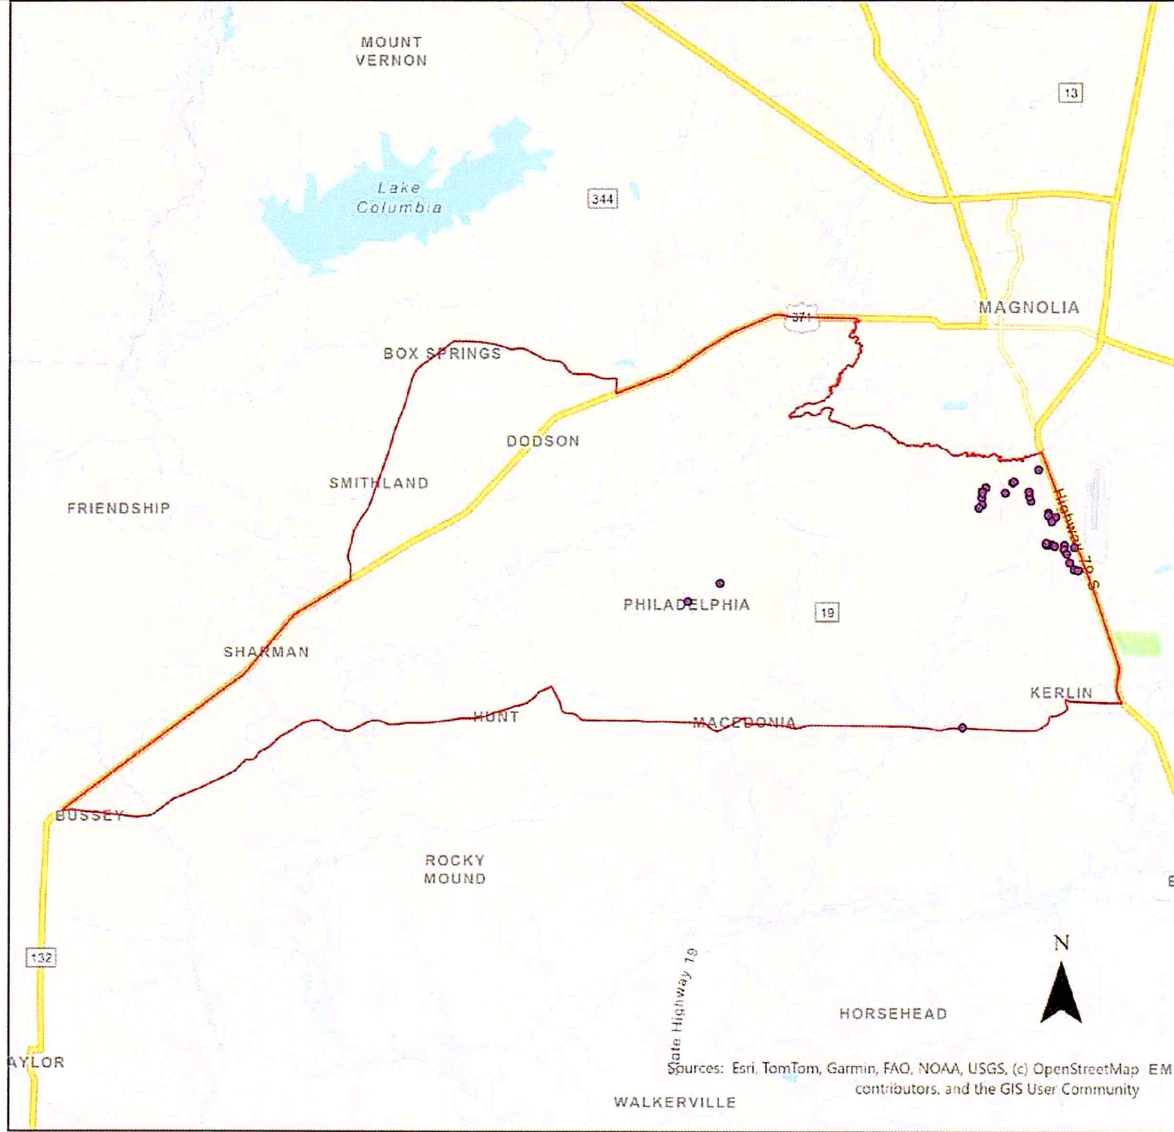 MOUNT
VERNON
13
Lake
Columbia
344
MAGNOLIA
371
BOX SPRINGS
DODSON
SMITHLAND
FRIENDSHIP
Highway 79 S
PHILADELPHIA
19
SHARMAN
KERLIN
HUNT
MACEDONIA
BUSSEY
ROCKY
MOUND
E
N
132
ate Highway 19
HORSEHEAD
AYLOR
Sources: Esri, TomTom, Garmin, FAO, NOAA, USGS, (c) OpenStreetMap
contributors, and the GIS User Community
EM
WALKERVILLE